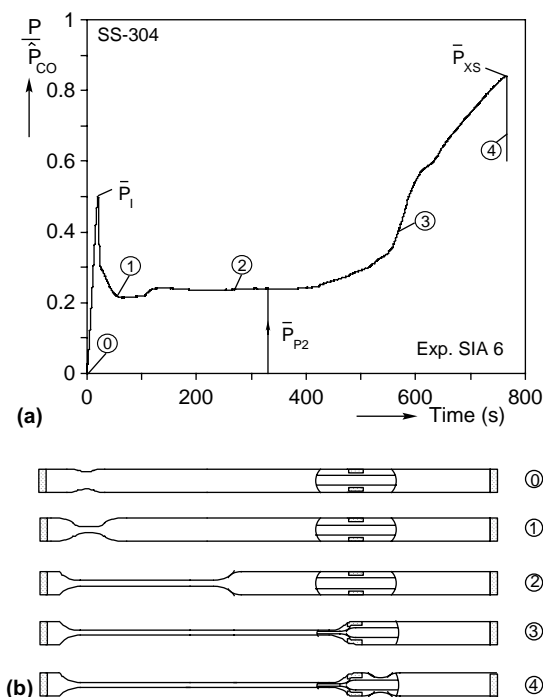 P
P̂CO
SS-304
1
0.8
0.6
0.4
0.2
0
P̄I
P̄XS
P̄P2
⓪
①
②
③
④
Exp. SIA 6
0 200 400 600 800
Time (s)
(a)
⓪
①
②
③
④
(b)